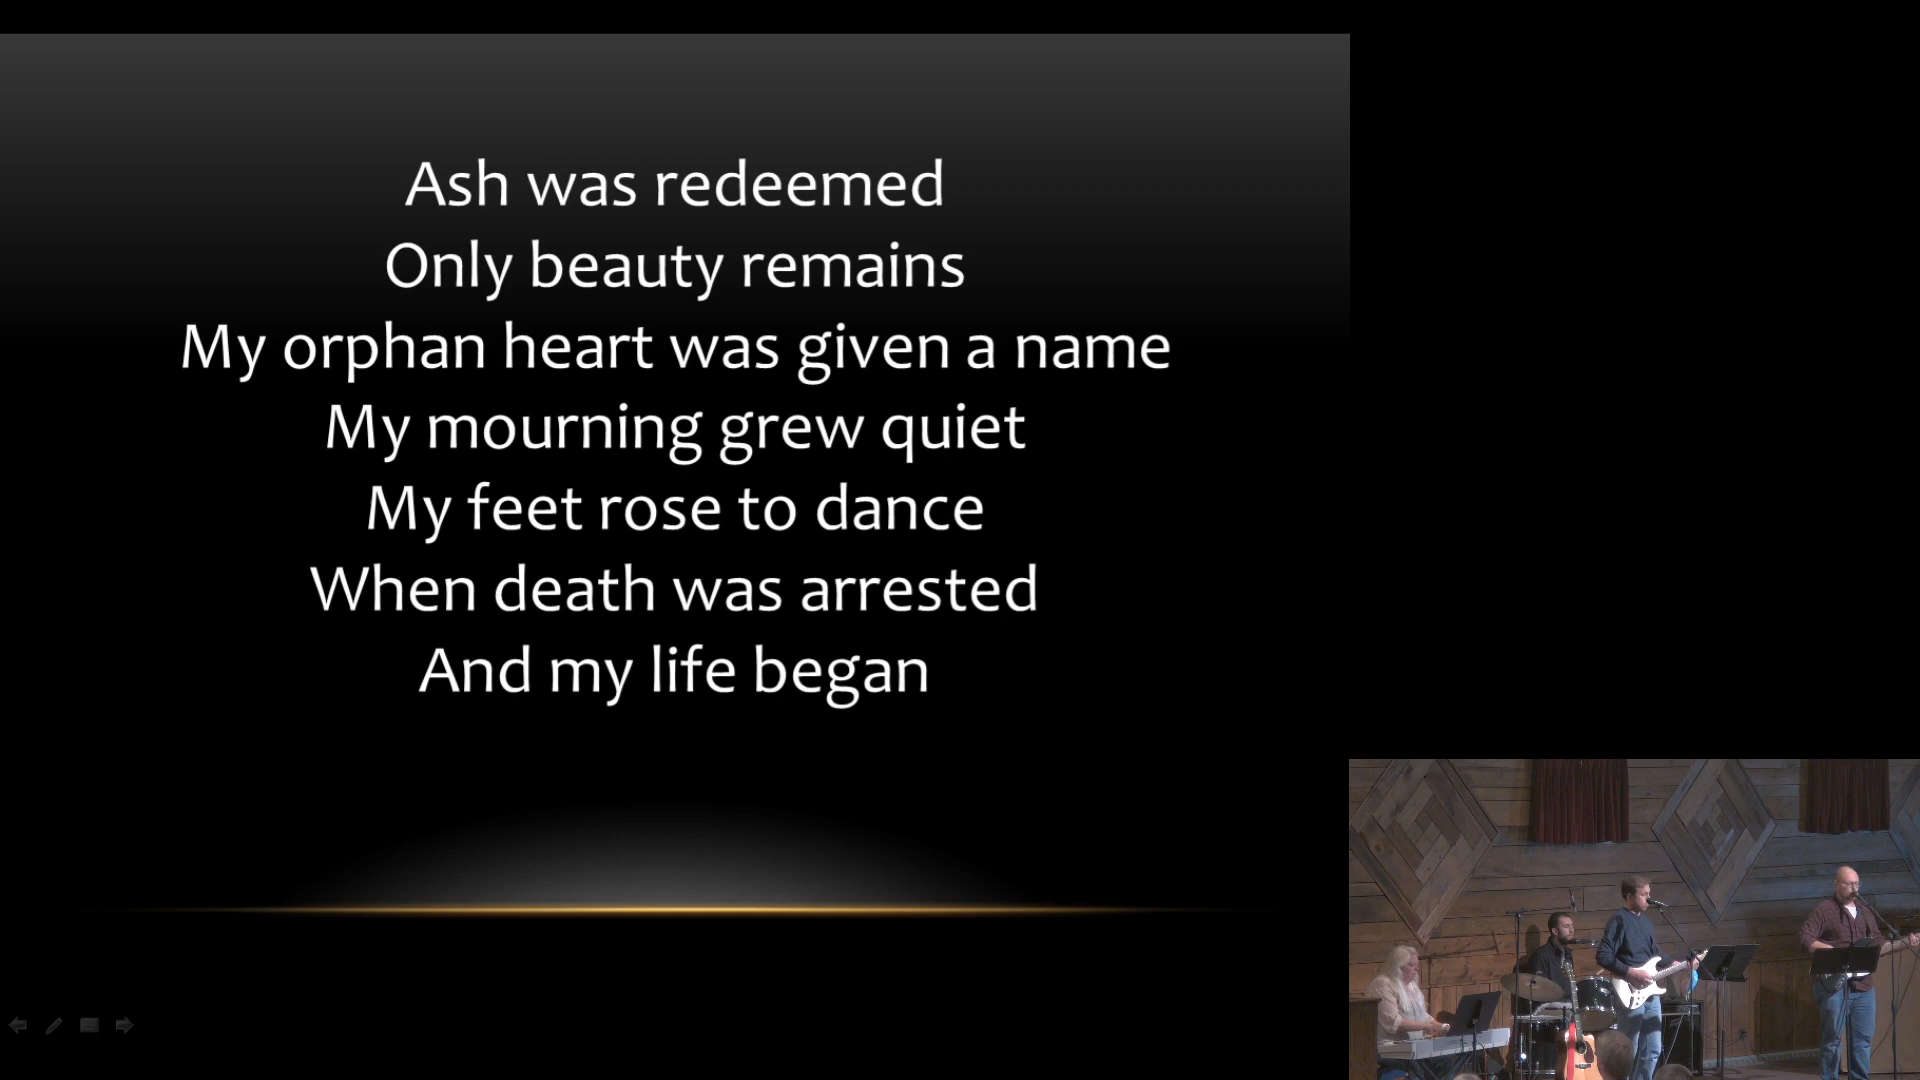 Ash was redeemed
Only beauty remains
My orphan heart was given a name
My mourning grew quiet
My feet rose to dance
When death was arrested
And my life began